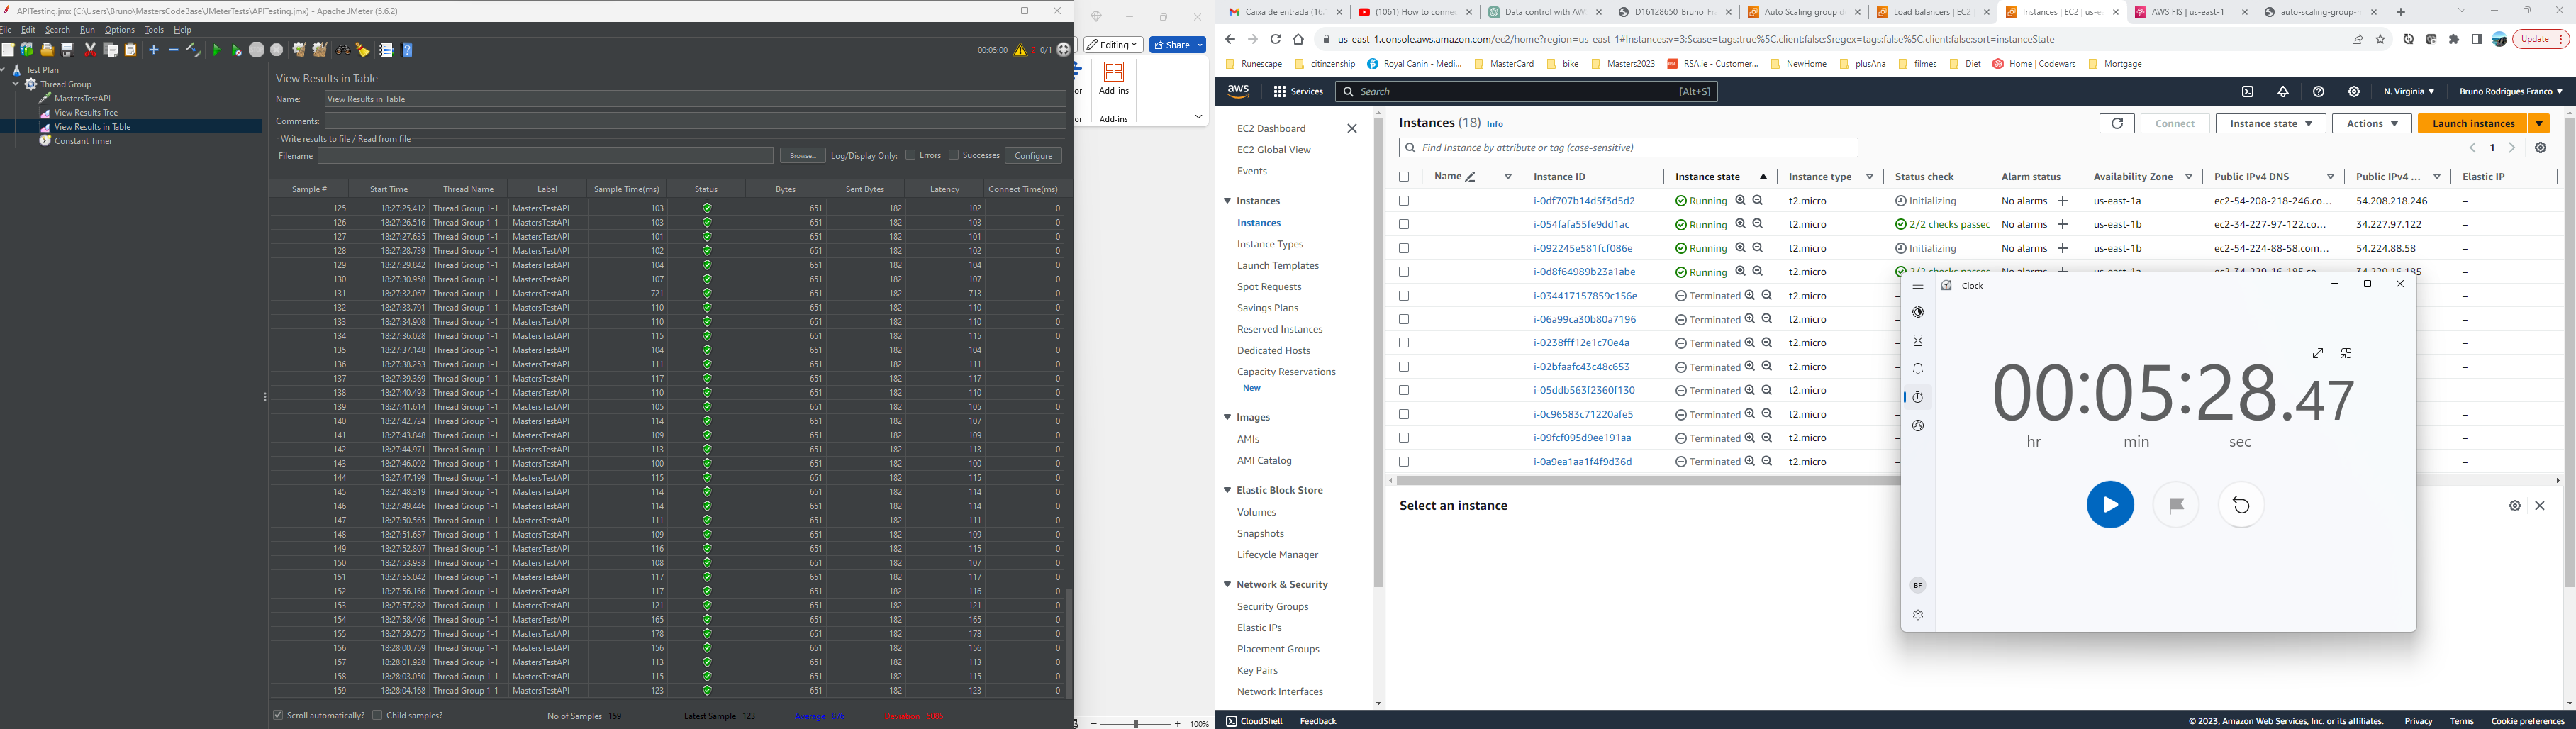 APITesting.jmx (C:\Users\Bruno\MastersCodeBase\JMeterTests\APITesting.jmx) - Apache JMeter (5.6.2)
File Edit Search Run Options Tools Help
00:05:00 0/1
Test Plan
Thread Group
MastersTestAPI
View Results Tree
View Results in Table
Constant Timer
View Results in Table
Name: View Results in Table
Comments:
Write results to file / Read from file
Filename Browse... Log/Display Only: Errors Successes Configure
Sample # Start Time Thread Name Label Sample Time(ms) Status Bytes Sent Bytes Latency Connect Time(ms)
125 18:27:25.412 Thread Group 1-1 MastersTestAPI 103 651 182 102 0
126 18:27:26.516 Thread Group 1-1 MastersTestAPI 103 651 182 103 0
127 18:27:27.635 Thread Group 1-1 MastersTestAPI 101 651 182 101 0
128 18:27:28.739 Thread Group 1-1 MastersTestAPI 102 651 182 102 0
129 18:27:29.842 Thread Group 1-1 MastersTestAPI 104 651 182 104 0
130 18:27:30.958 Thread Group 1-1 MastersTestAPI 107 651 182 107 0
131 18:27:32.067 Thread Group 1-1 MastersTestAPI 721 651 182 713 0
132 18:27:33.791 Thread Group 1-1 MastersTestAPI 110 651 182 110 0
133 18:27:34.908 Thread Group 1-1 MastersTestAPI 110 651 182 110 0
134 18:27:36.028 Thread Group 1-1 MastersTestAPI 115 651 182 115 0
135 18:27:37.148 Thread Group 1-1 MastersTestAPI 104 651 182 104 0
136 18:27:38.253 Thread Group 1-1 MastersTestAPI 111 651 182 111 0
137 18:27:39.369 Thread Group 1-1 MastersTestAPI 117 651 182 117 0
138 18:27:40.493 Thread Group 1-1 MastersTestAPI 110 651 182 110 0
139 18:27:41.614 Thread Group 1-1 MastersTestAPI 105 651 182 105 0
140 18:27:42.724 Thread Group 1-1 MastersTestAPI 114 651 182 107 0
141 18:27:43.848 Thread Group 1-1 MastersTestAPI 109 651 182 109 0
142 18:27:44.971 Thread Group 1-1 MastersTestAPI 113 651 182 113 0
143 18:27:46.092 Thread Group 1-1 MastersTestAPI 100 651 182 100 0
144 18:27:47.199 Thread Group 1-1 MastersTestAPI 115 651 182 115 0
145 18:27:48.319 Thread Group 1-1 MastersTestAPI 114 651 182 114 0
146 18:27:49.446 Thread Group 1-1 MastersTestAPI 114 651 182 114 0
147 18:27:50.565 Thread Group 1-1 MastersTestAPI 111 651 182 111 0
148 18:27:51.687 Thread Group 1-1 MastersTestAPI 109 651 182 109 0
149 18:27:52.807 Thread Group 1-1 MastersTestAPI 116 651 182 115 0
150 18:27:53.933 Thread Group 1-1 MastersTestAPI 108 651 182 107 0
151 18:27:55.042 Thread Group 1-1 MastersTestAPI 117 651 182 117 0
152 18:27:56.166 Thread Group 1-1 MastersTestAPI 117 651 182 116 0
153 18:27:57.282 Thread Group 1-1 MastersTestAPI 121 651 182 121 0
154 18:27:58.406 Thread Group 1-1 MastersTestAPI 165 651 182 165 0
155 18:27:59.575 Thread Group 1-1 MastersTestAPI 178 651 182 178 0
156 18:28:00.759 Thread Group 1-1 MastersTestAPI 156 651 182 156 0
157 18:28:01.928 Thread Group 1-1 MastersTestAPI 113 651 182 113 0
158 18:28:03.050 Thread Group 1-1 MastersTestAPI 115 651 182 115 0
159 18:28:04.168 Thread Group 1-1 MastersTestAPI 123 651 182 123 0
Scroll automatically? Child samples? No of Samples 159 Latest Sample 123 Average 876 Deviation 3085
Editing Share
or Add-ins
or Add-ins
100%
Caixa de entrada (16. (1061) How to conne Data control with AW D16128650_Bruno_Fr Auto Scaling group d Load balancers | EC2 Instances | EC2 | us-e AWS FIS | us-east-1 auto-scaling-group-n
us-east-1.console.aws.amazon.com/ec2/home?region=us-east-1#Instances:v=3;$case=tags:true%5C,client:false;$regex=tags:false%5C,client:false;sort=instanceState Update
Runescape citinzenship Royal Canin - Medi... MasterCard bike Masters2023 RSA.ie - Customer... NewHome plusAna filmes Diet Home | Codewars Mortgage
aws Services Search [Alt+S] N. Virginia Bruno Rodrigues Franco
EC2 Dashboard
EC2 Global View
Events
Instances
Instances
Instance Types
Launch Templates
Spot Requests
Savings Plans
Reserved Instances
Dedicated Hosts
Capacity Reservations
New
Images
AMIs
AMI Catalog
Elastic Block Store
Volumes
Snapshots
Lifecycle Manager
Network & Security
Security Groups
Elastic IPs
Placement Groups
Key Pairs
Network Interfaces
Instances (18) Info Connect Instance state Actions Launch instances
Find Instance by attribute or tag (case-sensitive) 1
Name Instance ID Instance state Instance type Status check Alarm status Availability Zone Public IPv4 DNS Public IPv4 ... Elastic IP
i-0df707b14d5f3d5d2 Running t2.micro Initializing No alarms us-east-1a ec2-54-208-218-246.co... 54.208.218.246 –
i-054fafa55fe9dd1ac Running t2.micro 2/2 checks passed No alarms us-east-1b ec2-34-227-97-122.co... 34.227.97.122 –
i-092245e581fcf086e Running t2.micro Initializing No alarms us-east-1b ec2-54-224-88-58.com... 54.224.88.58 –
i-0d8f64989b23a1abe Running t2.micro 2/2 checks passed No alarms us-east-1a ec2-34-229-16-185.co... 34.229.16.185 –
i-034417157859c156e Terminated t2.micro – –
i-06a99ca30b80a7196 Terminated t2.micro – –
i-0238fff12e1c70e4a Terminated t2.micro – –
i-02bfaafc43c48c653 Terminated t2.micro – –
i-05ddb563f2360f130 Terminated t2.micro – –
i-0c96583c71220afe5 Terminated t2.micro – –
i-09fcf095d9ee191aa Terminated t2.micro – –
i-0a9ea1aa1f4f9d36d Terminated t2.micro – –
Select an instance
Clock
00:05:28.47
hr min sec
BF
CloudShell Feedback © 2023, Amazon Web Services, Inc. or its affiliates. Privacy Terms Cookie preferences